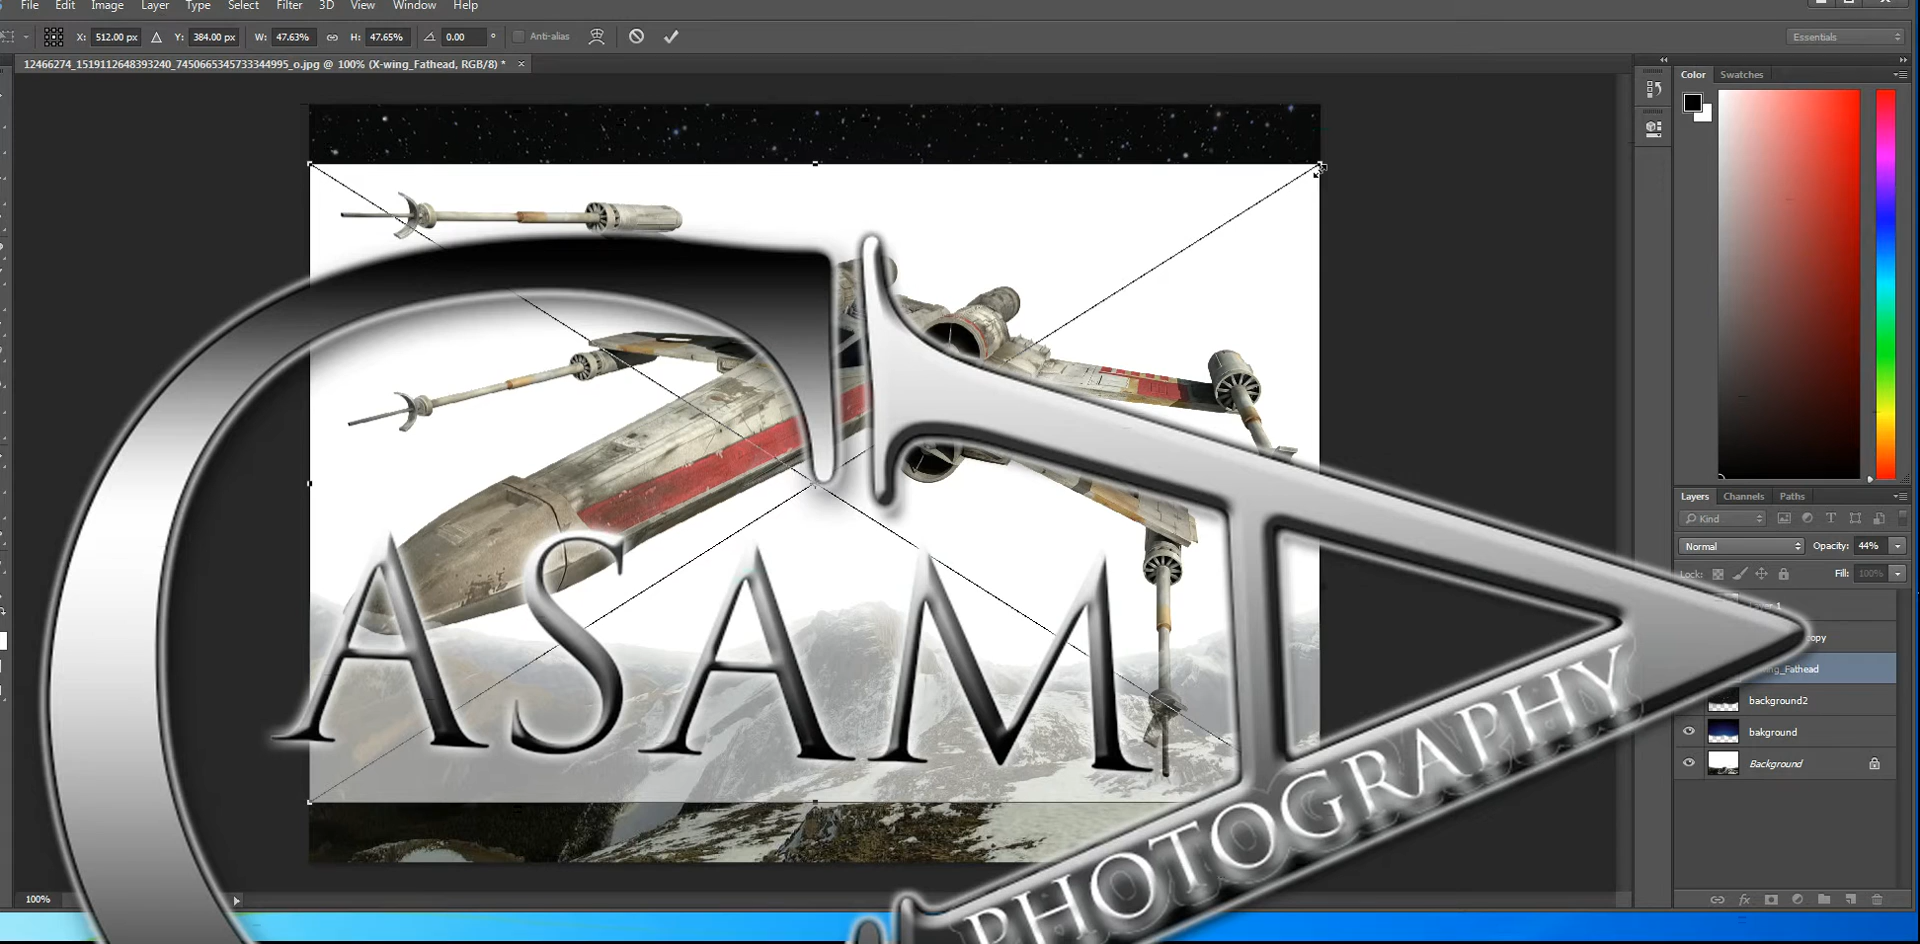 File Edit Image Layer Type Select Filter 3D View Window Help
X: 512.00 px Y: 384.00 px W: 47.63% H: 47.65% 0.00 ° Anti-alias Essentials
12466274_1519112648393240_7450665345733344995_o.jpg @ 100% (X-wing_Fathead, RGB/8) * ×
Color Swatches
Layers Channels Paths
Kind
Normal Opacity: 44%
Lock: Fill: 100%
background2
bakground
Background
CASAMA
PHOTOGRAPHY
100%